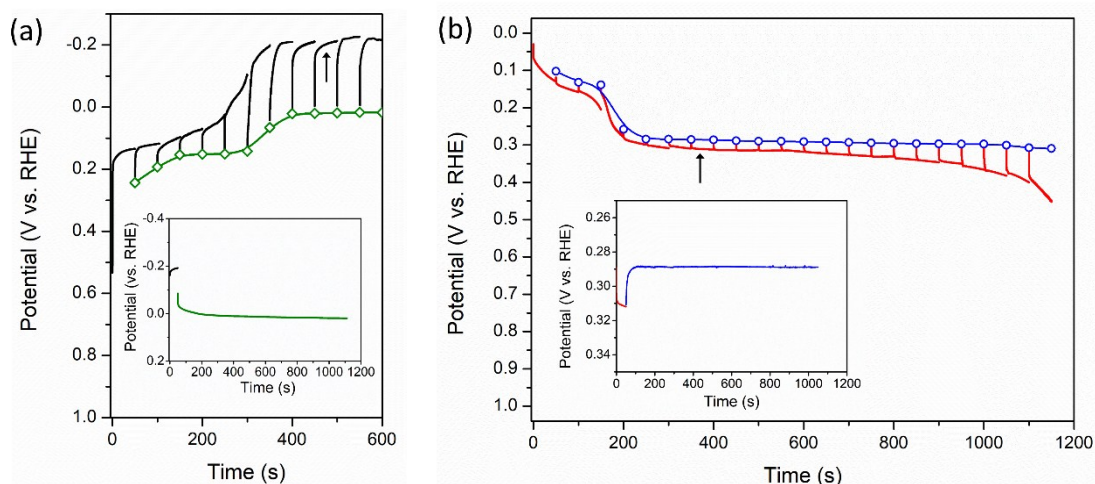 (a)
-0.2
0.0
0.2
0.4
0.6
0.8
1.0
Potential (V vs. RHE)
0 200 400 600
Time (s)
-0.4
-0.2
0.0
0.2
Potential (vs. RHE)
0 200 400 600 800 1000 1200
Time (s)
(b)
0.0
0.1
0.2
0.3
0.4
0.5
0.6
0.7
0.8
0.9
1.0
Potential (V vs. RHE)
0 200 400 600 800 1000 1200
Time (s)
0.26
0.28
0.30
0.32
0.34
Potential (V vs. RHE)
0 200 400 600 800 1000 1200
Time (s)